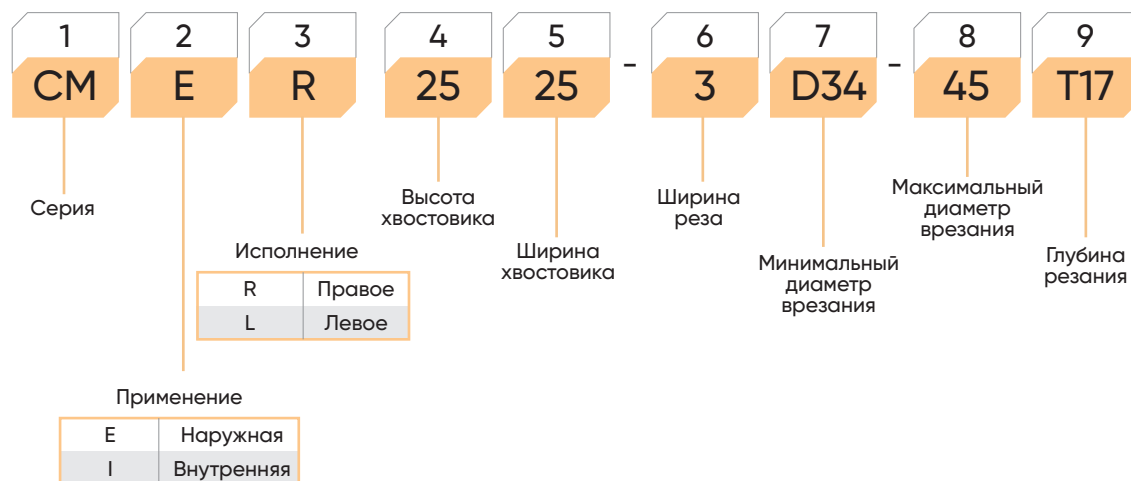 1 2 3 4 5 6 7 8 9
CM E R 25 25 - 3 D34 - 45 T17
Серия
Высота
хвостовика
Ширина
реза
Максимальный
диаметр
врезания
Исполнение
R Правое
L Левое
Ширина
хвостовика
Минимальный
диаметр
врезания
Глубина
резания
Применение
E Наружная
I Внутренняя